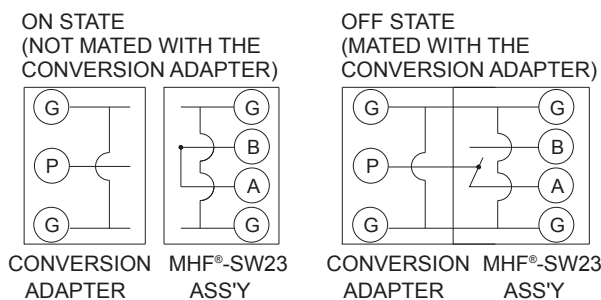 ON STATE
(NOT MATED WITH THE
CONVERSION ADAPTER)
G
P
G
G
B
A
G
CONVERSION
ADAPTER
MHF®-SW23
ASS'Y
OFF STATE
(MATED WITH THE
CONVERSION ADAPTER)
G
P
G
G
B
A
G
CONVERSION
ADAPTER
MHF®-SW23
ASS'Y